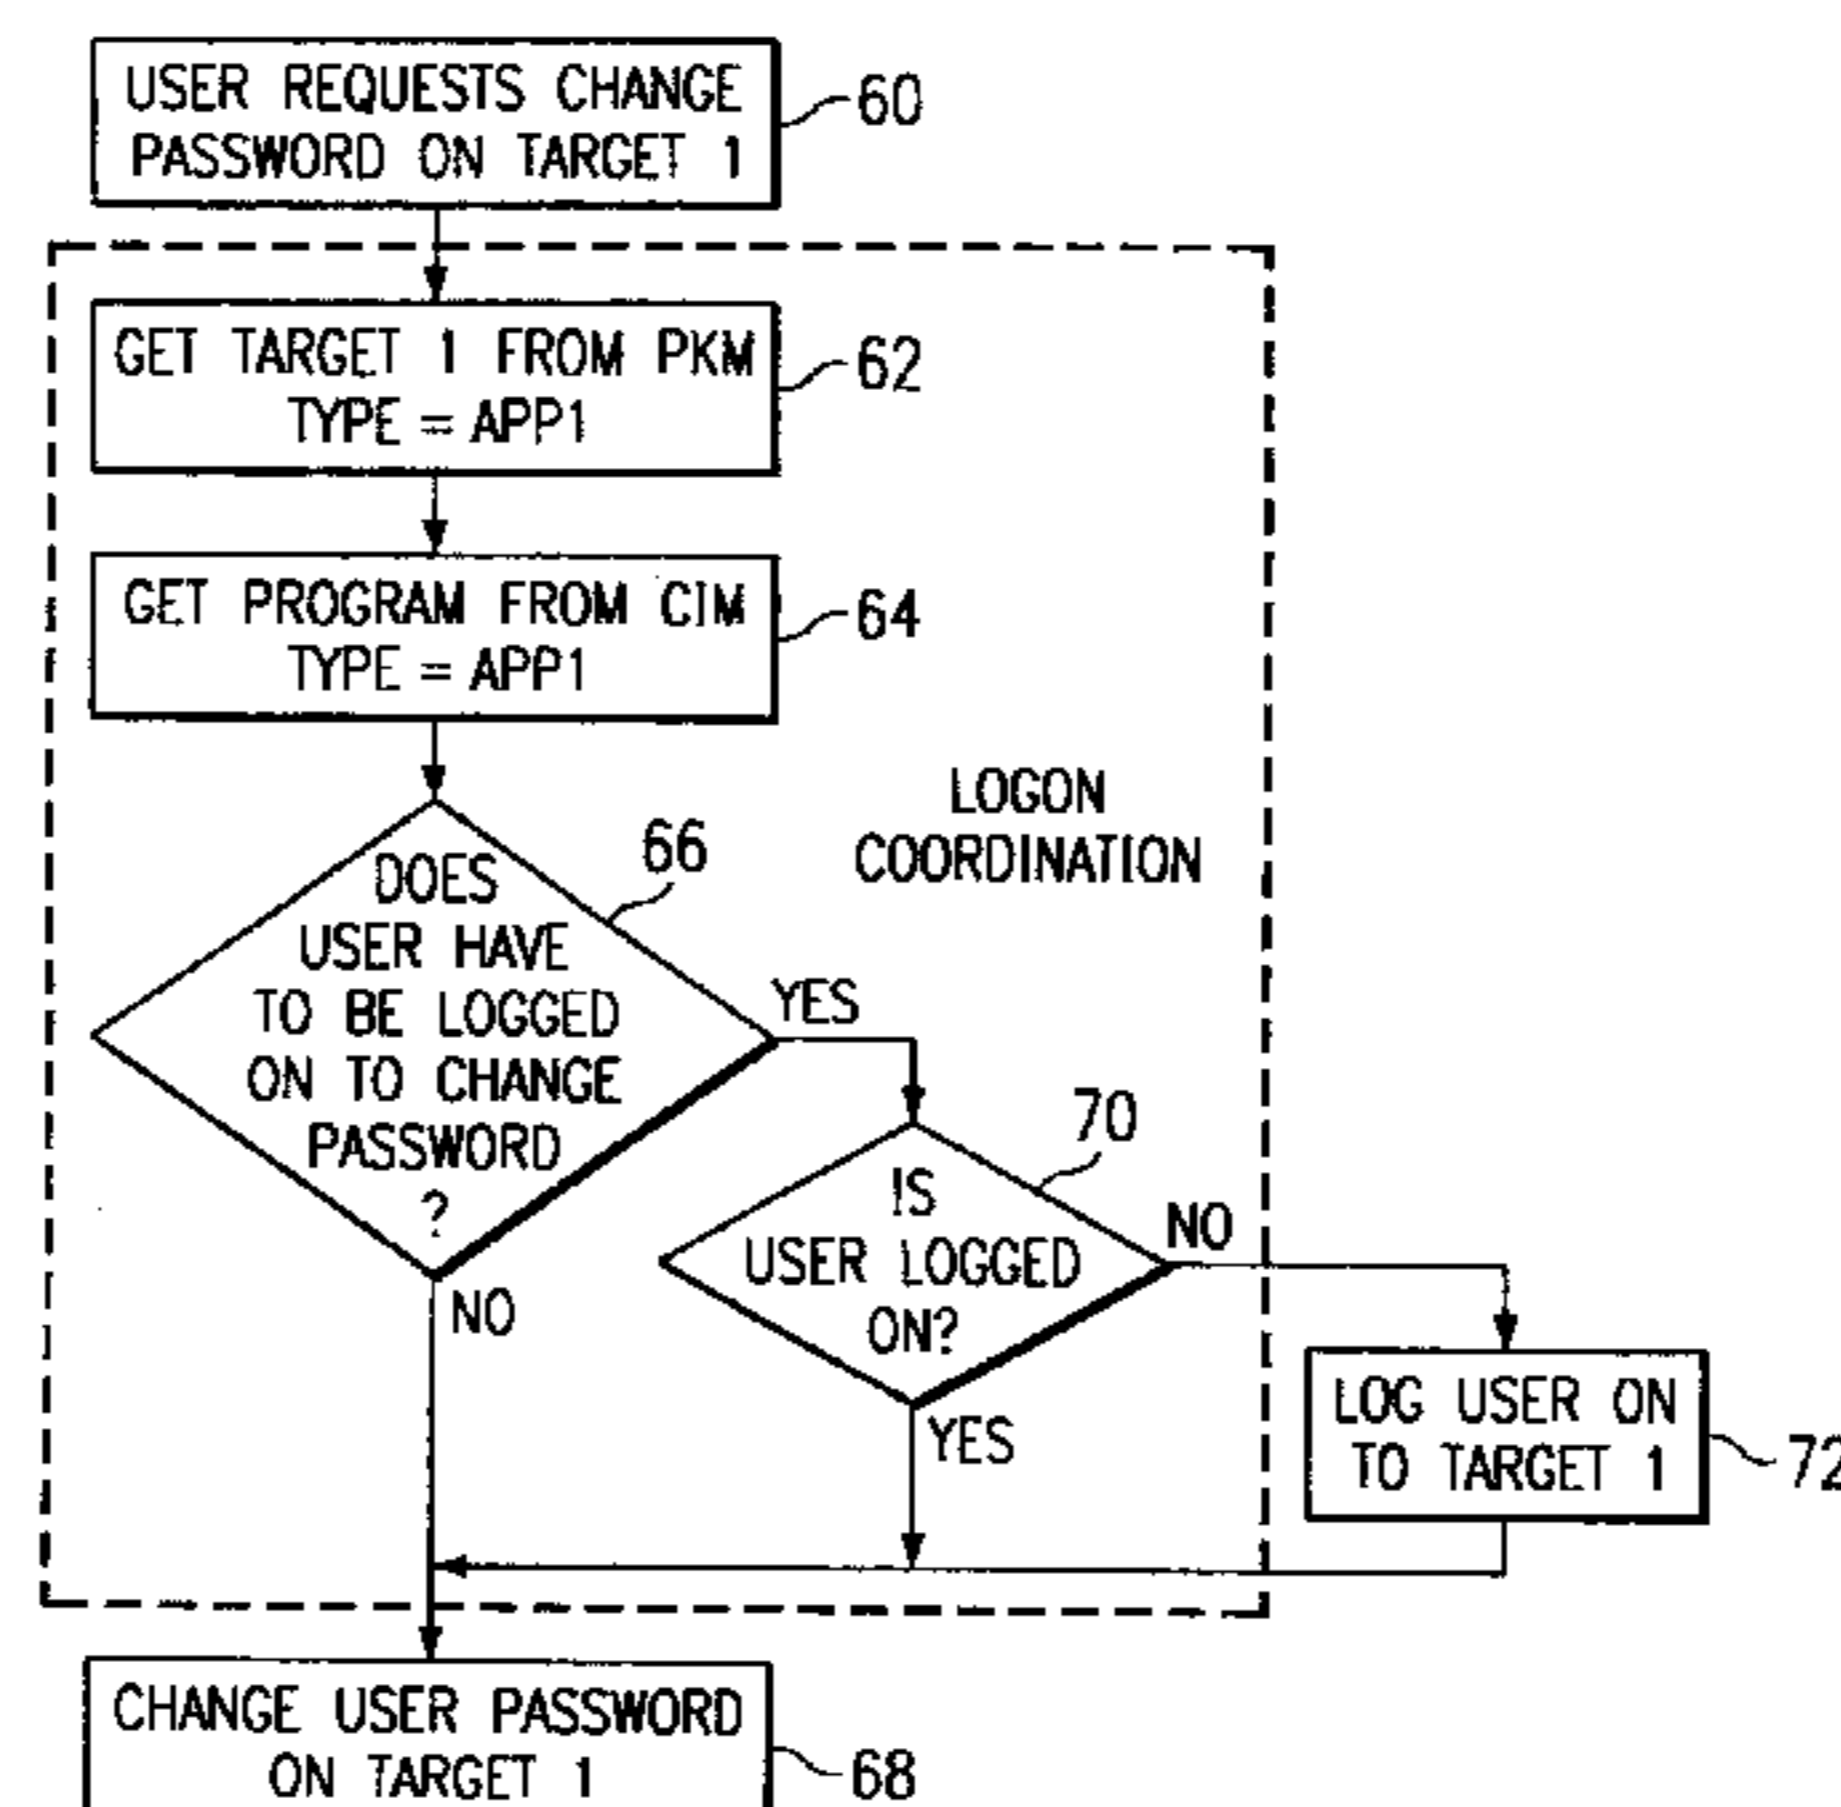 USER REQUESTS CHANGE
PASSWORD ON TARGET 1
60
GET TARGET 1 FROM PKM
TYPE = APP1
62
GET PROGRAM FROM CIM
TYPE = APP1
64
LOGON
COORDINATION
DOES
USER HAVE
TO BE LOGGED
ON TO CHANGE
PASSWORD
?
66
YES
NO
IS
USER LOGGED
ON?
70
NO
YES
LOG USER ON
TO TARGET 1
72
CHANGE USER PASSWORD
ON TARGET 1
68